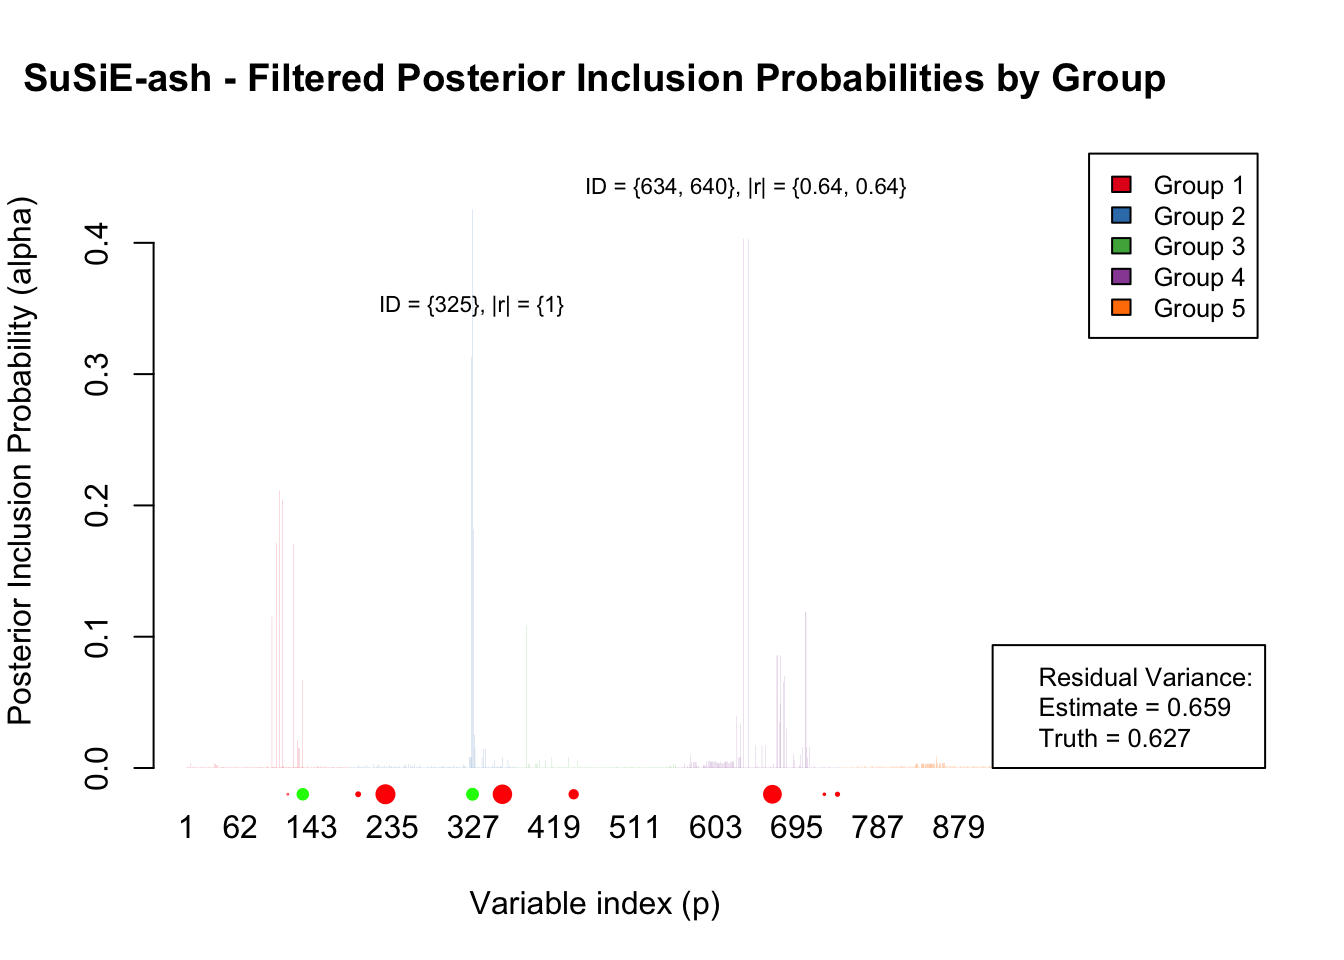 SuSiE-ash - Filtered Posterior Inclusion Probabilities by Group
ID = {634, 640}, |r| = {0.64, 0.64}
ID = {325}, |r| = {1}
Group 1
Group 2
Group 3
Group 4
Group 5
Posterior Inclusion Probability (alpha)
0.4
0.3
0.2
0.1
0.0
Residual Variance:
Estimate = 0.659
Truth = 0.627
1 62 143 235 327 419 511 603 695 787 879
Variable index (p)